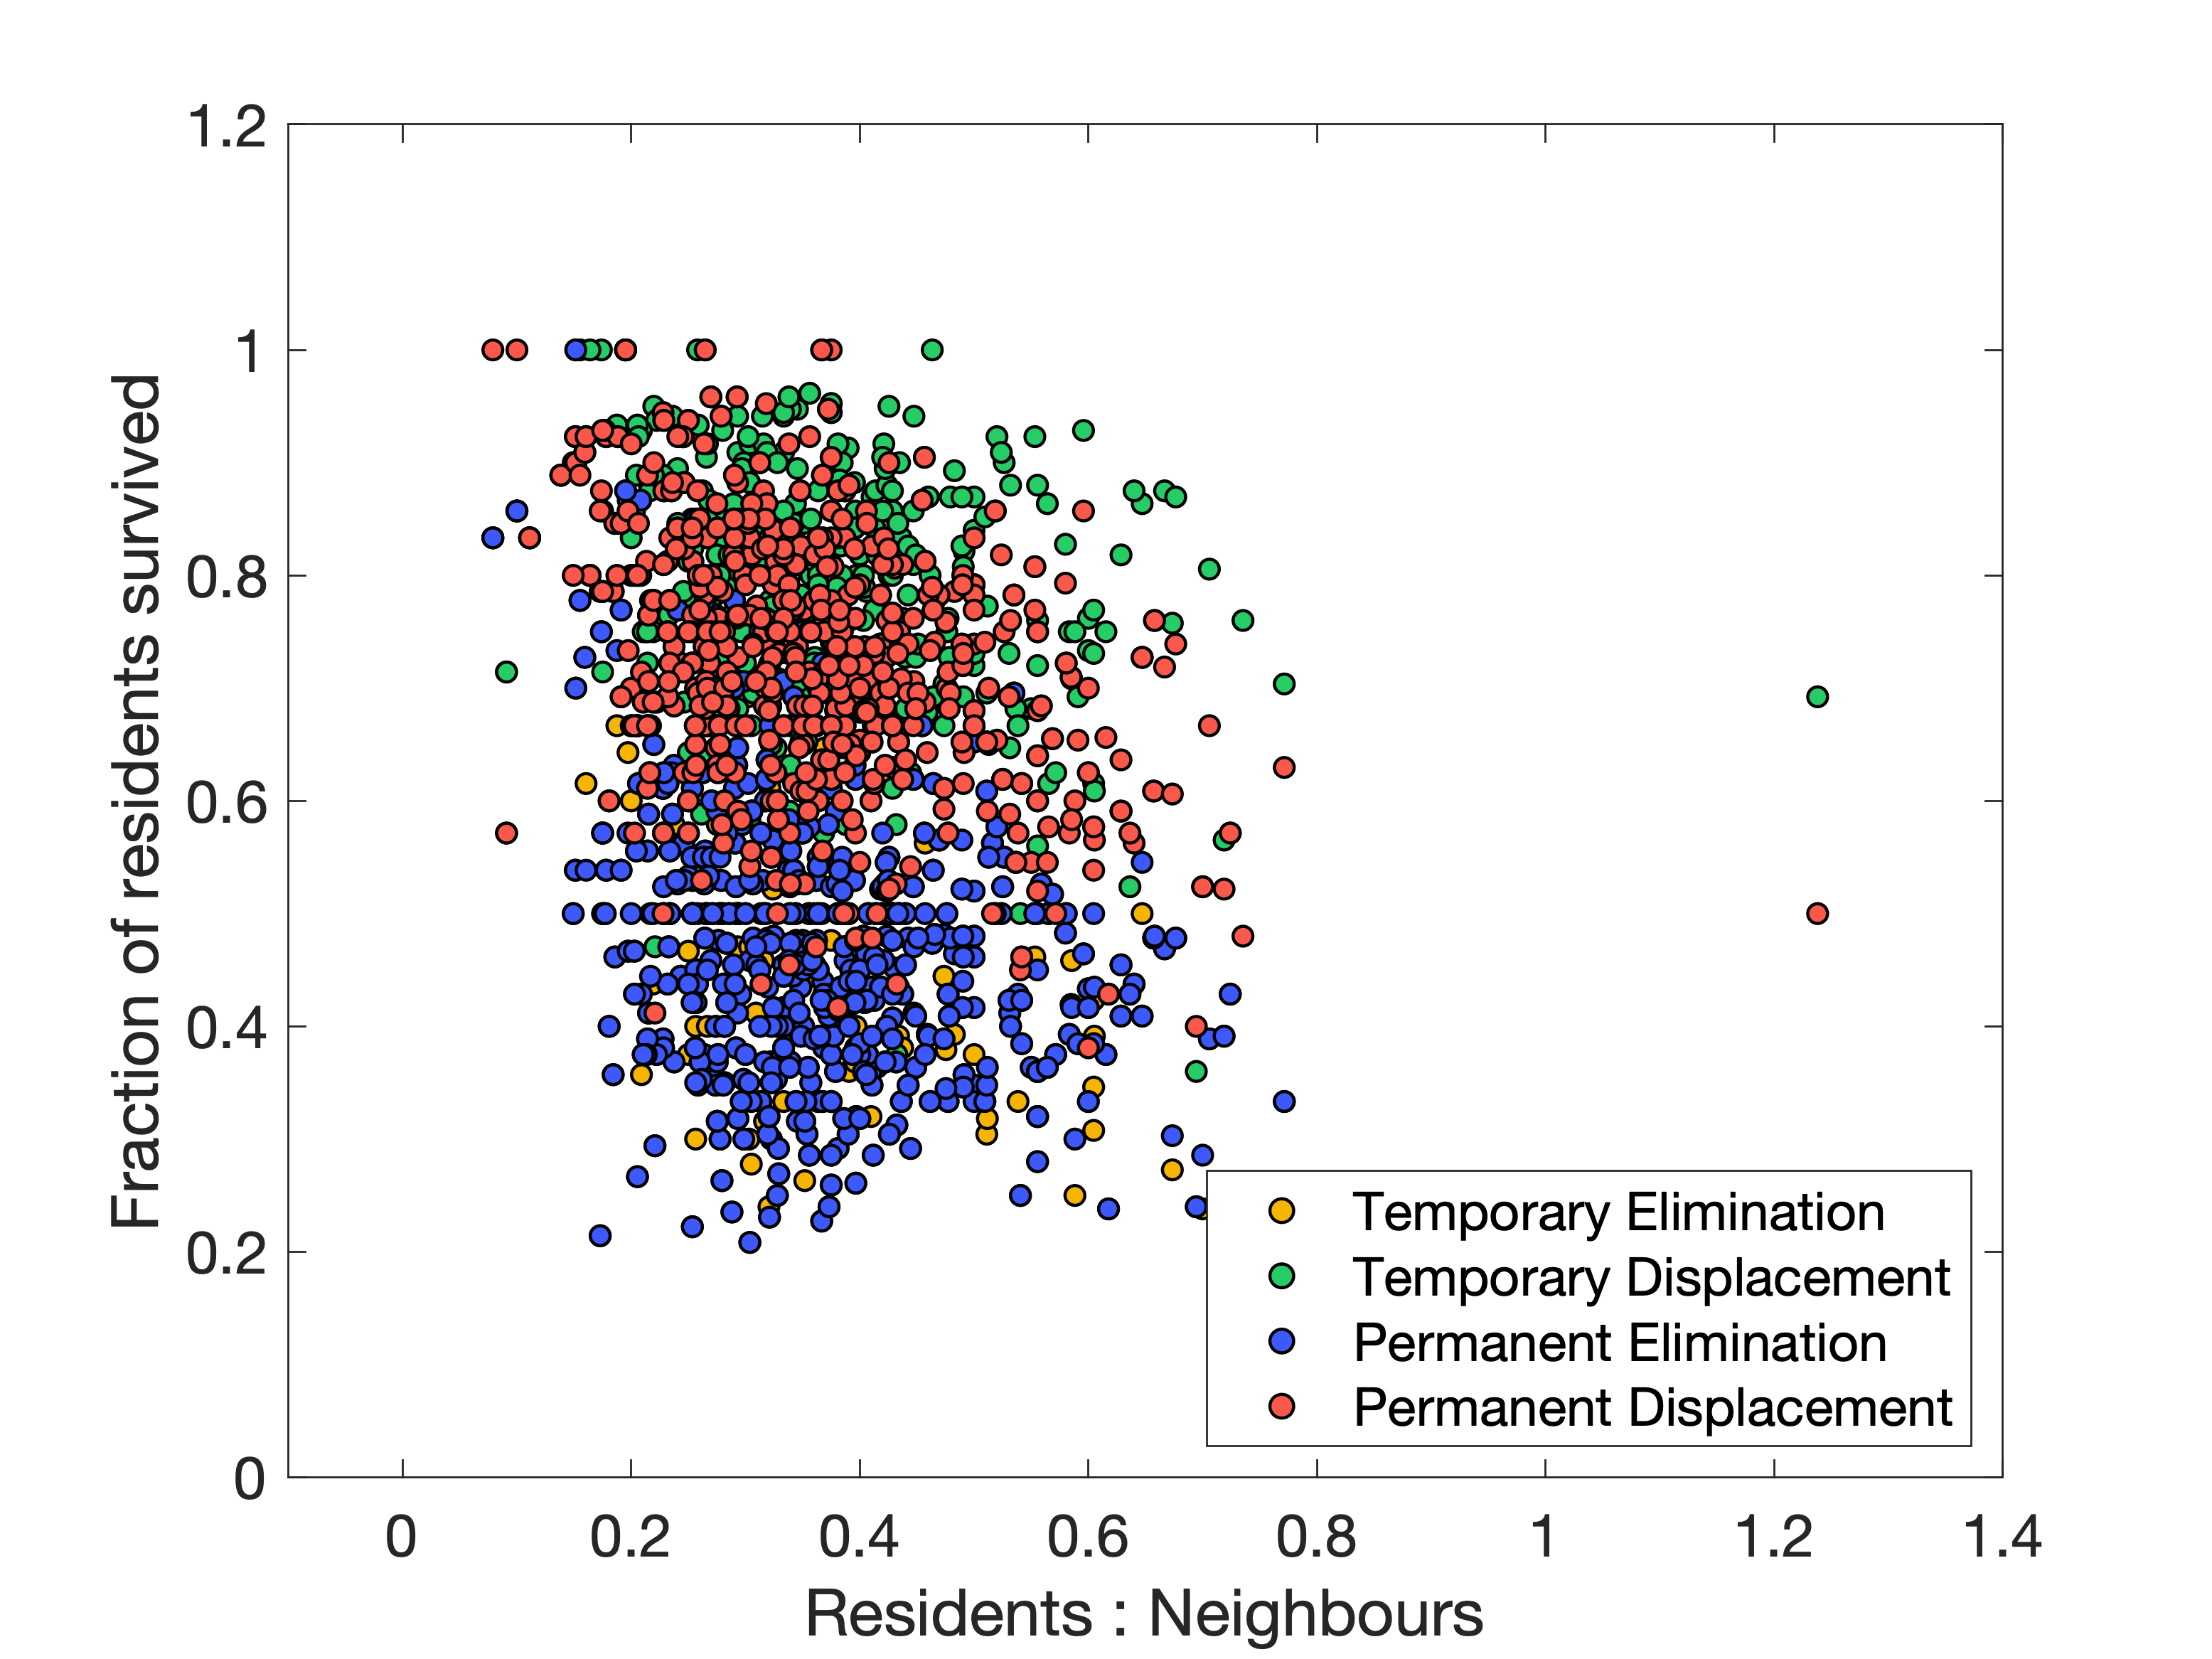 1.2
1
0.8
0.6
0.4
0.2
0
Fraction of residents survived
Temporary Elimination
Temporary Displacement
Permanent Elimination
Permanent Displacement
0 0.2 0.4 0.6 0.8 1 1.2 1.4
Residents : Neighbours